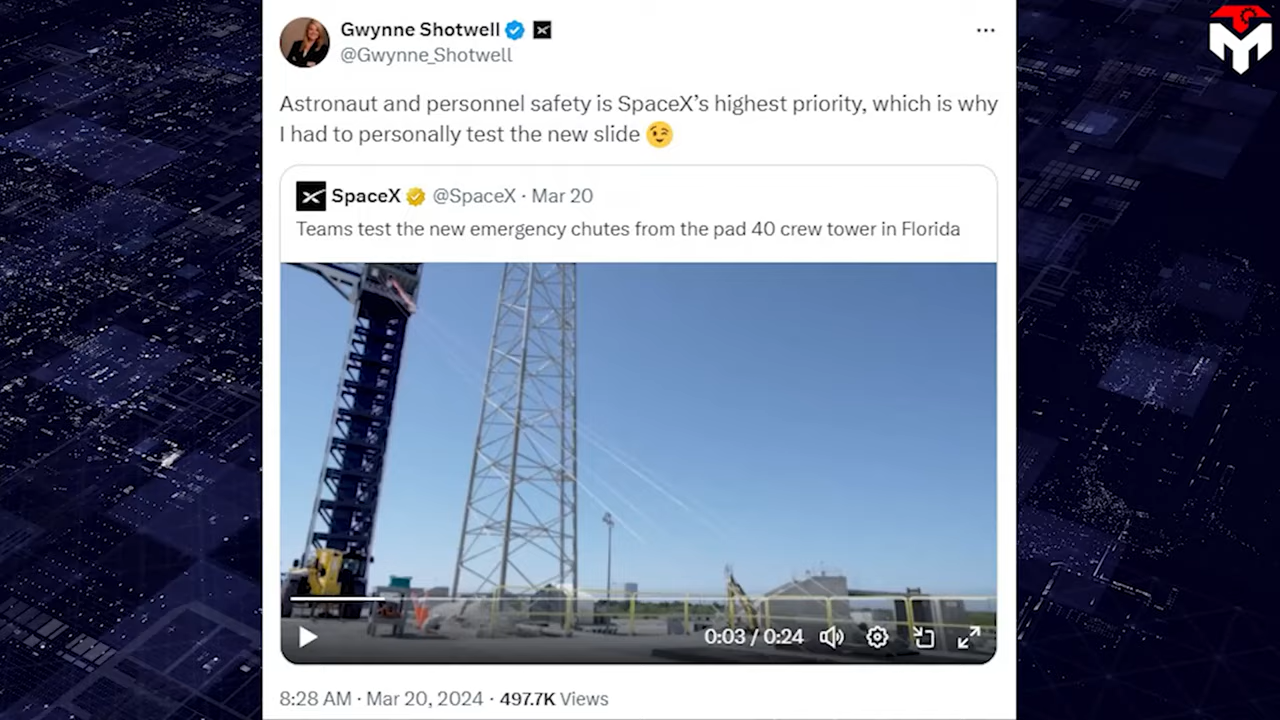 Gwynne Shotwell
@Gwynne_Shotwell
Astronaut and personnel safety is SpaceX’s highest priority, which is why
I had to personally test the new slide 😉
SpaceX @SpaceX · Mar 20
Teams test the new emergency chutes from the pad 40 crew tower in Florida
0:03 / 0:24
8:28 AM · Mar 20, 2024 · 497.7K Views